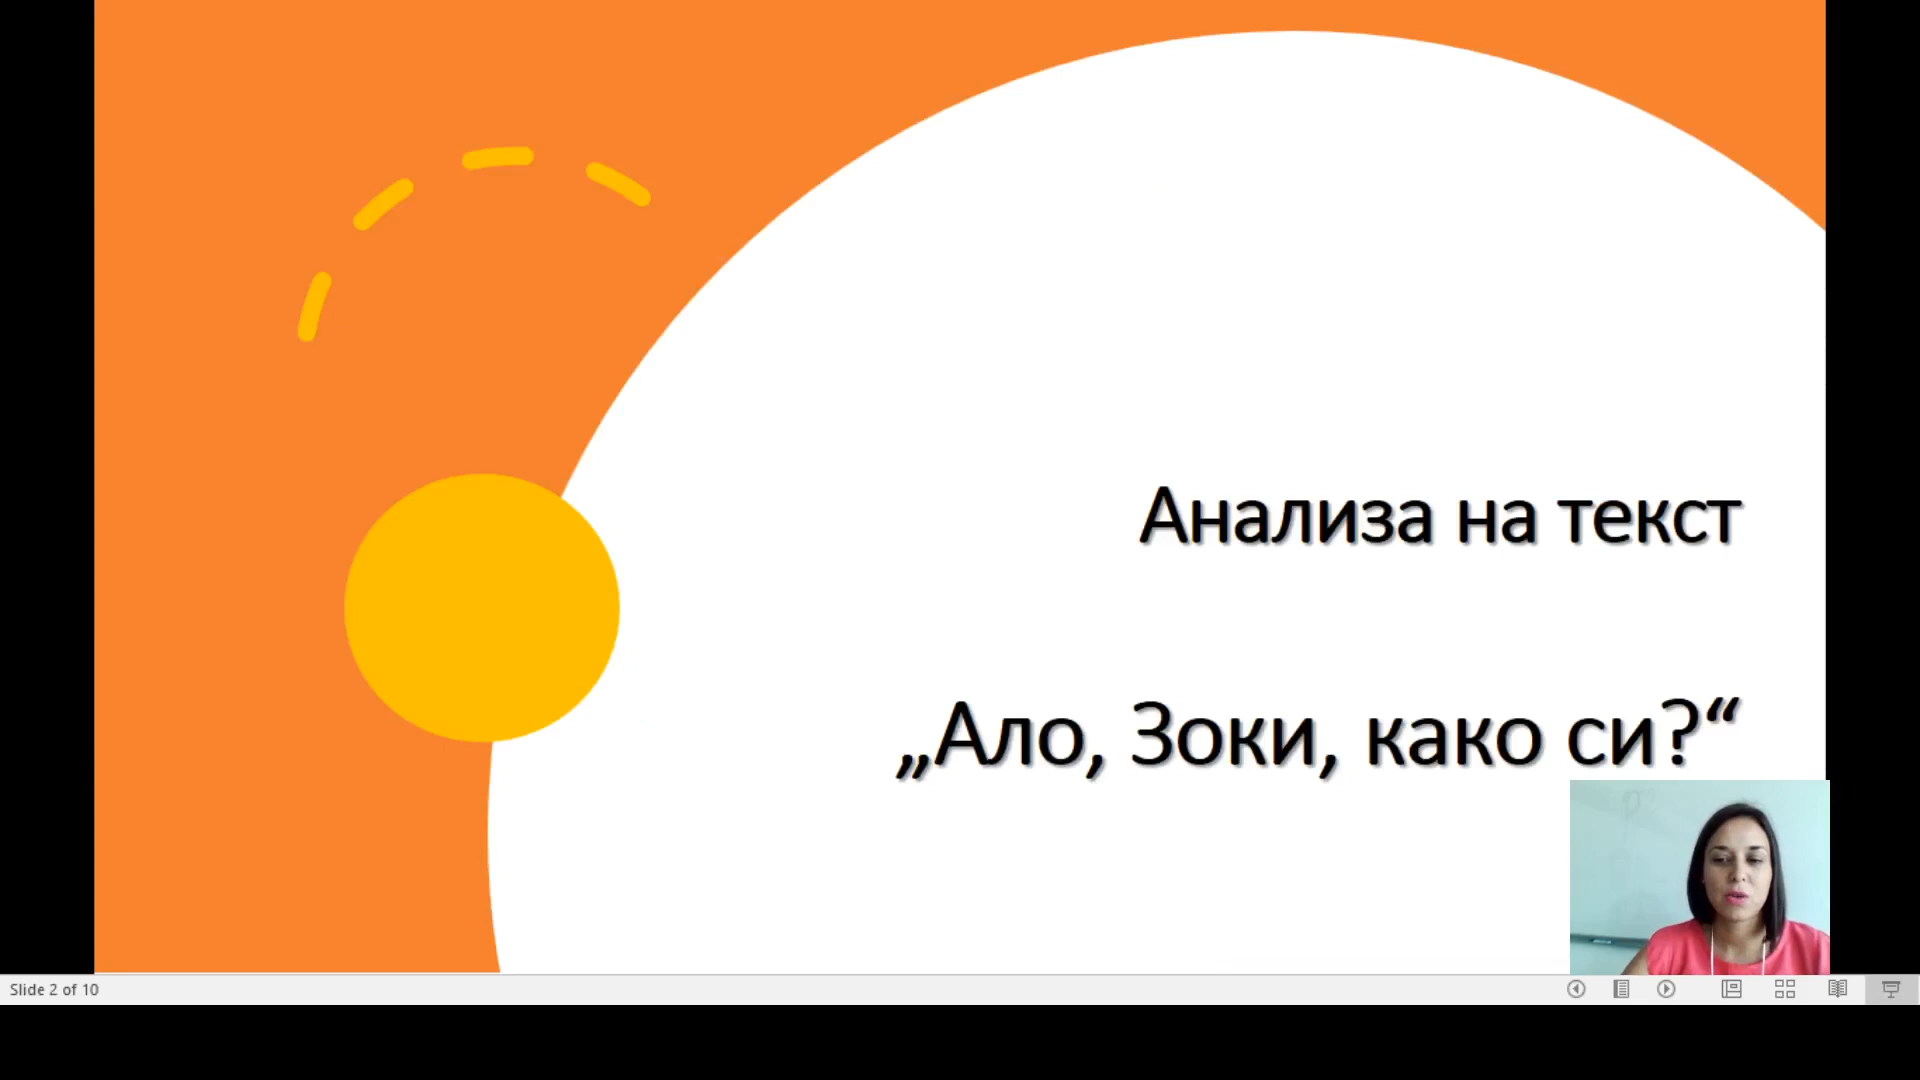 Анализа на текст
„Ало, Зоки, како си?“
Slide 2 of 10